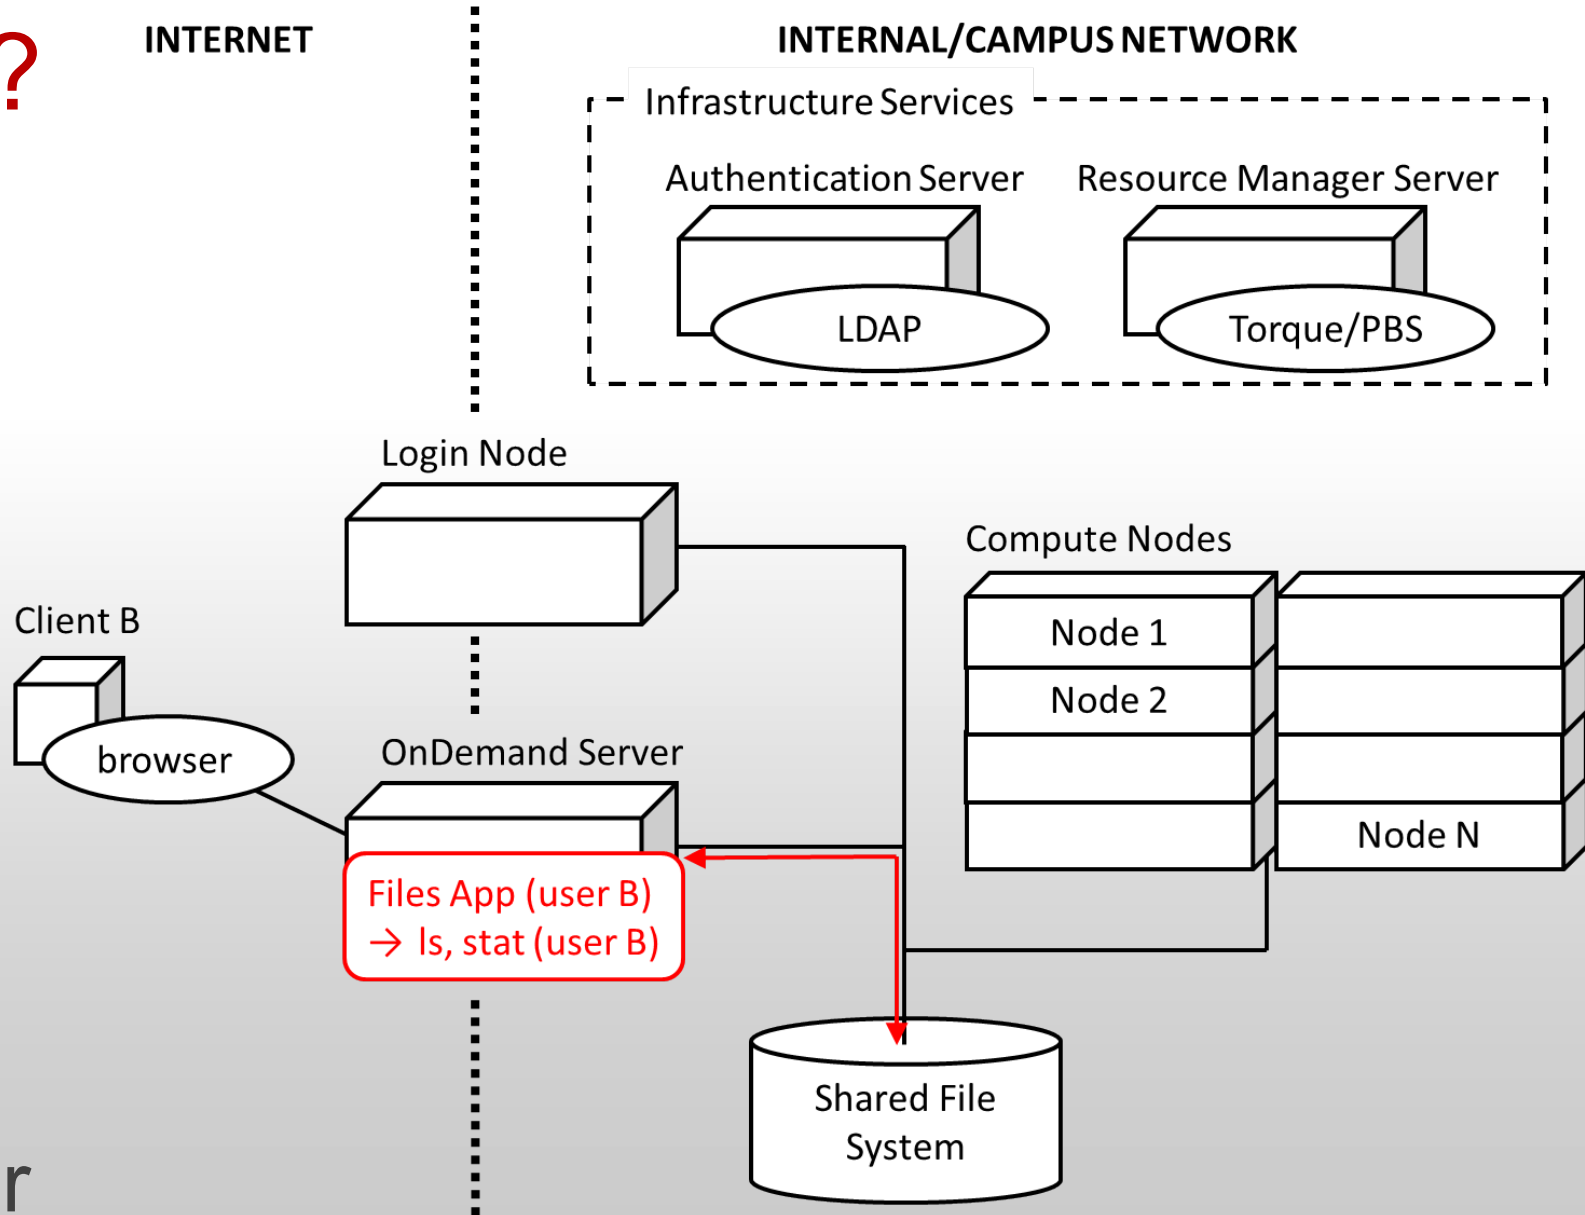 ?
INTERNET
INTERNAL/CAMPUS NETWORK
Infrastructure Services
Authentication Server
Resource Manager Server
LDAP
Torque/PBS
Login Node
Compute Nodes
Node 1
Node 2
Node N
Client B
browser
OnDemand Server
Files App (user B)
→ ls, stat (user B)
Shared File
System
r